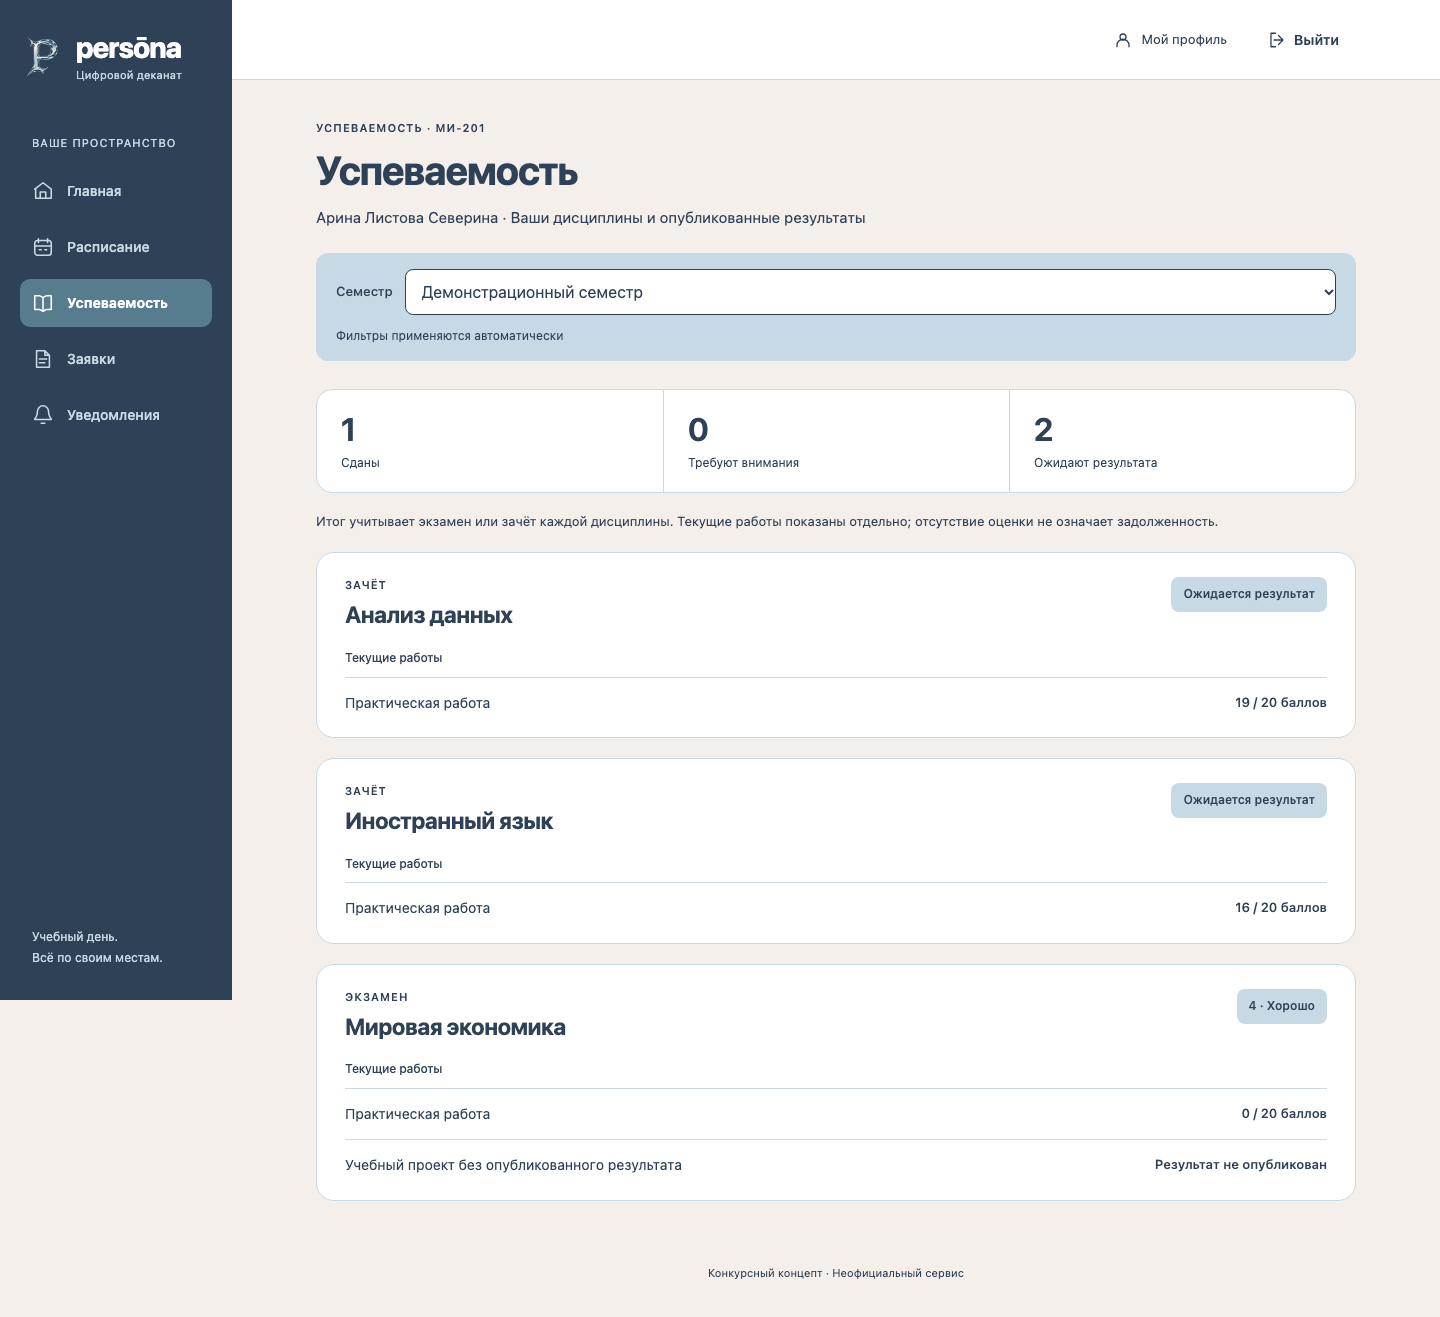 persōna
Цифровой деканат
ВАШЕ ПРОСТРАНСТВО
Главная
Расписание
Успеваемость
Заявки
Уведомления
Учебный день.
Всё по своим местам.
Мой профиль
Выйти
УСПЕВАЕМОСТЬ · МИ-201
Успеваемость
Арина Листова Северина · Ваши дисциплины и опубликованные результаты
Семестр
Демонстрационный семестр
Фильтры применяются автоматически
1
Сданы
0
Требуют внимания
2
Ожидают результата
Итог учитывает экзамен или зачёт каждой дисциплины. Текущие работы показаны отдельно; отсутствие оценки не означает задолженность.
ЗАЧЁТ
Анализ данных
Ожидается результат
Текущие работы
Практическая работа
19 / 20 баллов
ЗАЧЁТ
Иностранный язык
Ожидается результат
Текущие работы
Практическая работа
16 / 20 баллов
ЭКЗАМЕН
Мировая экономика
4 · Хорошо
Текущие работы
Практическая работа
0 / 20 баллов
Учебный проект без опубликованного результата
Результат не опубликован
Конкурсный концепт · Неофициальный сервис